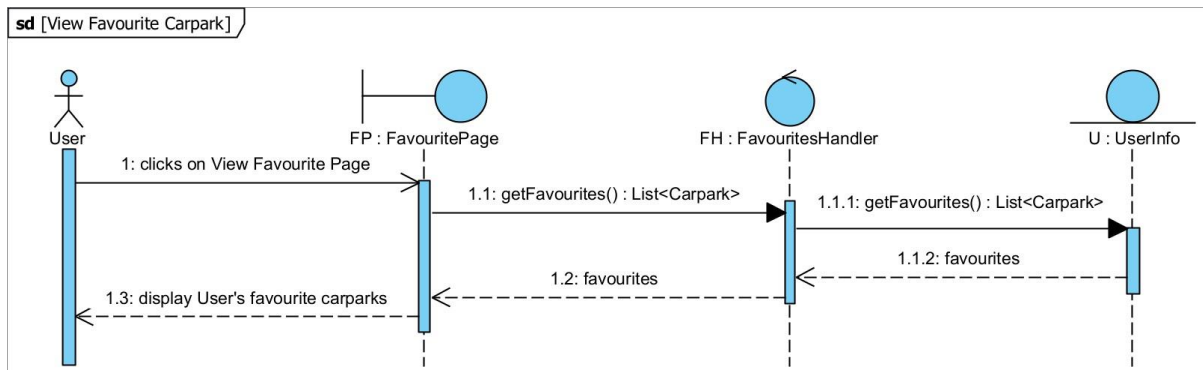 sd [View Favourite Carpark]
User
FP : FavouritePage
FH : FavouritesHandler
U : UserInfo
1: clicks on View Favourite Page
1.1: getFavourites() : List<Carpark>
1.1.1: getFavourites() : List<Carpark>
1.1.2: favourites
1.2: favourites
1.3: display User's favourite carparks